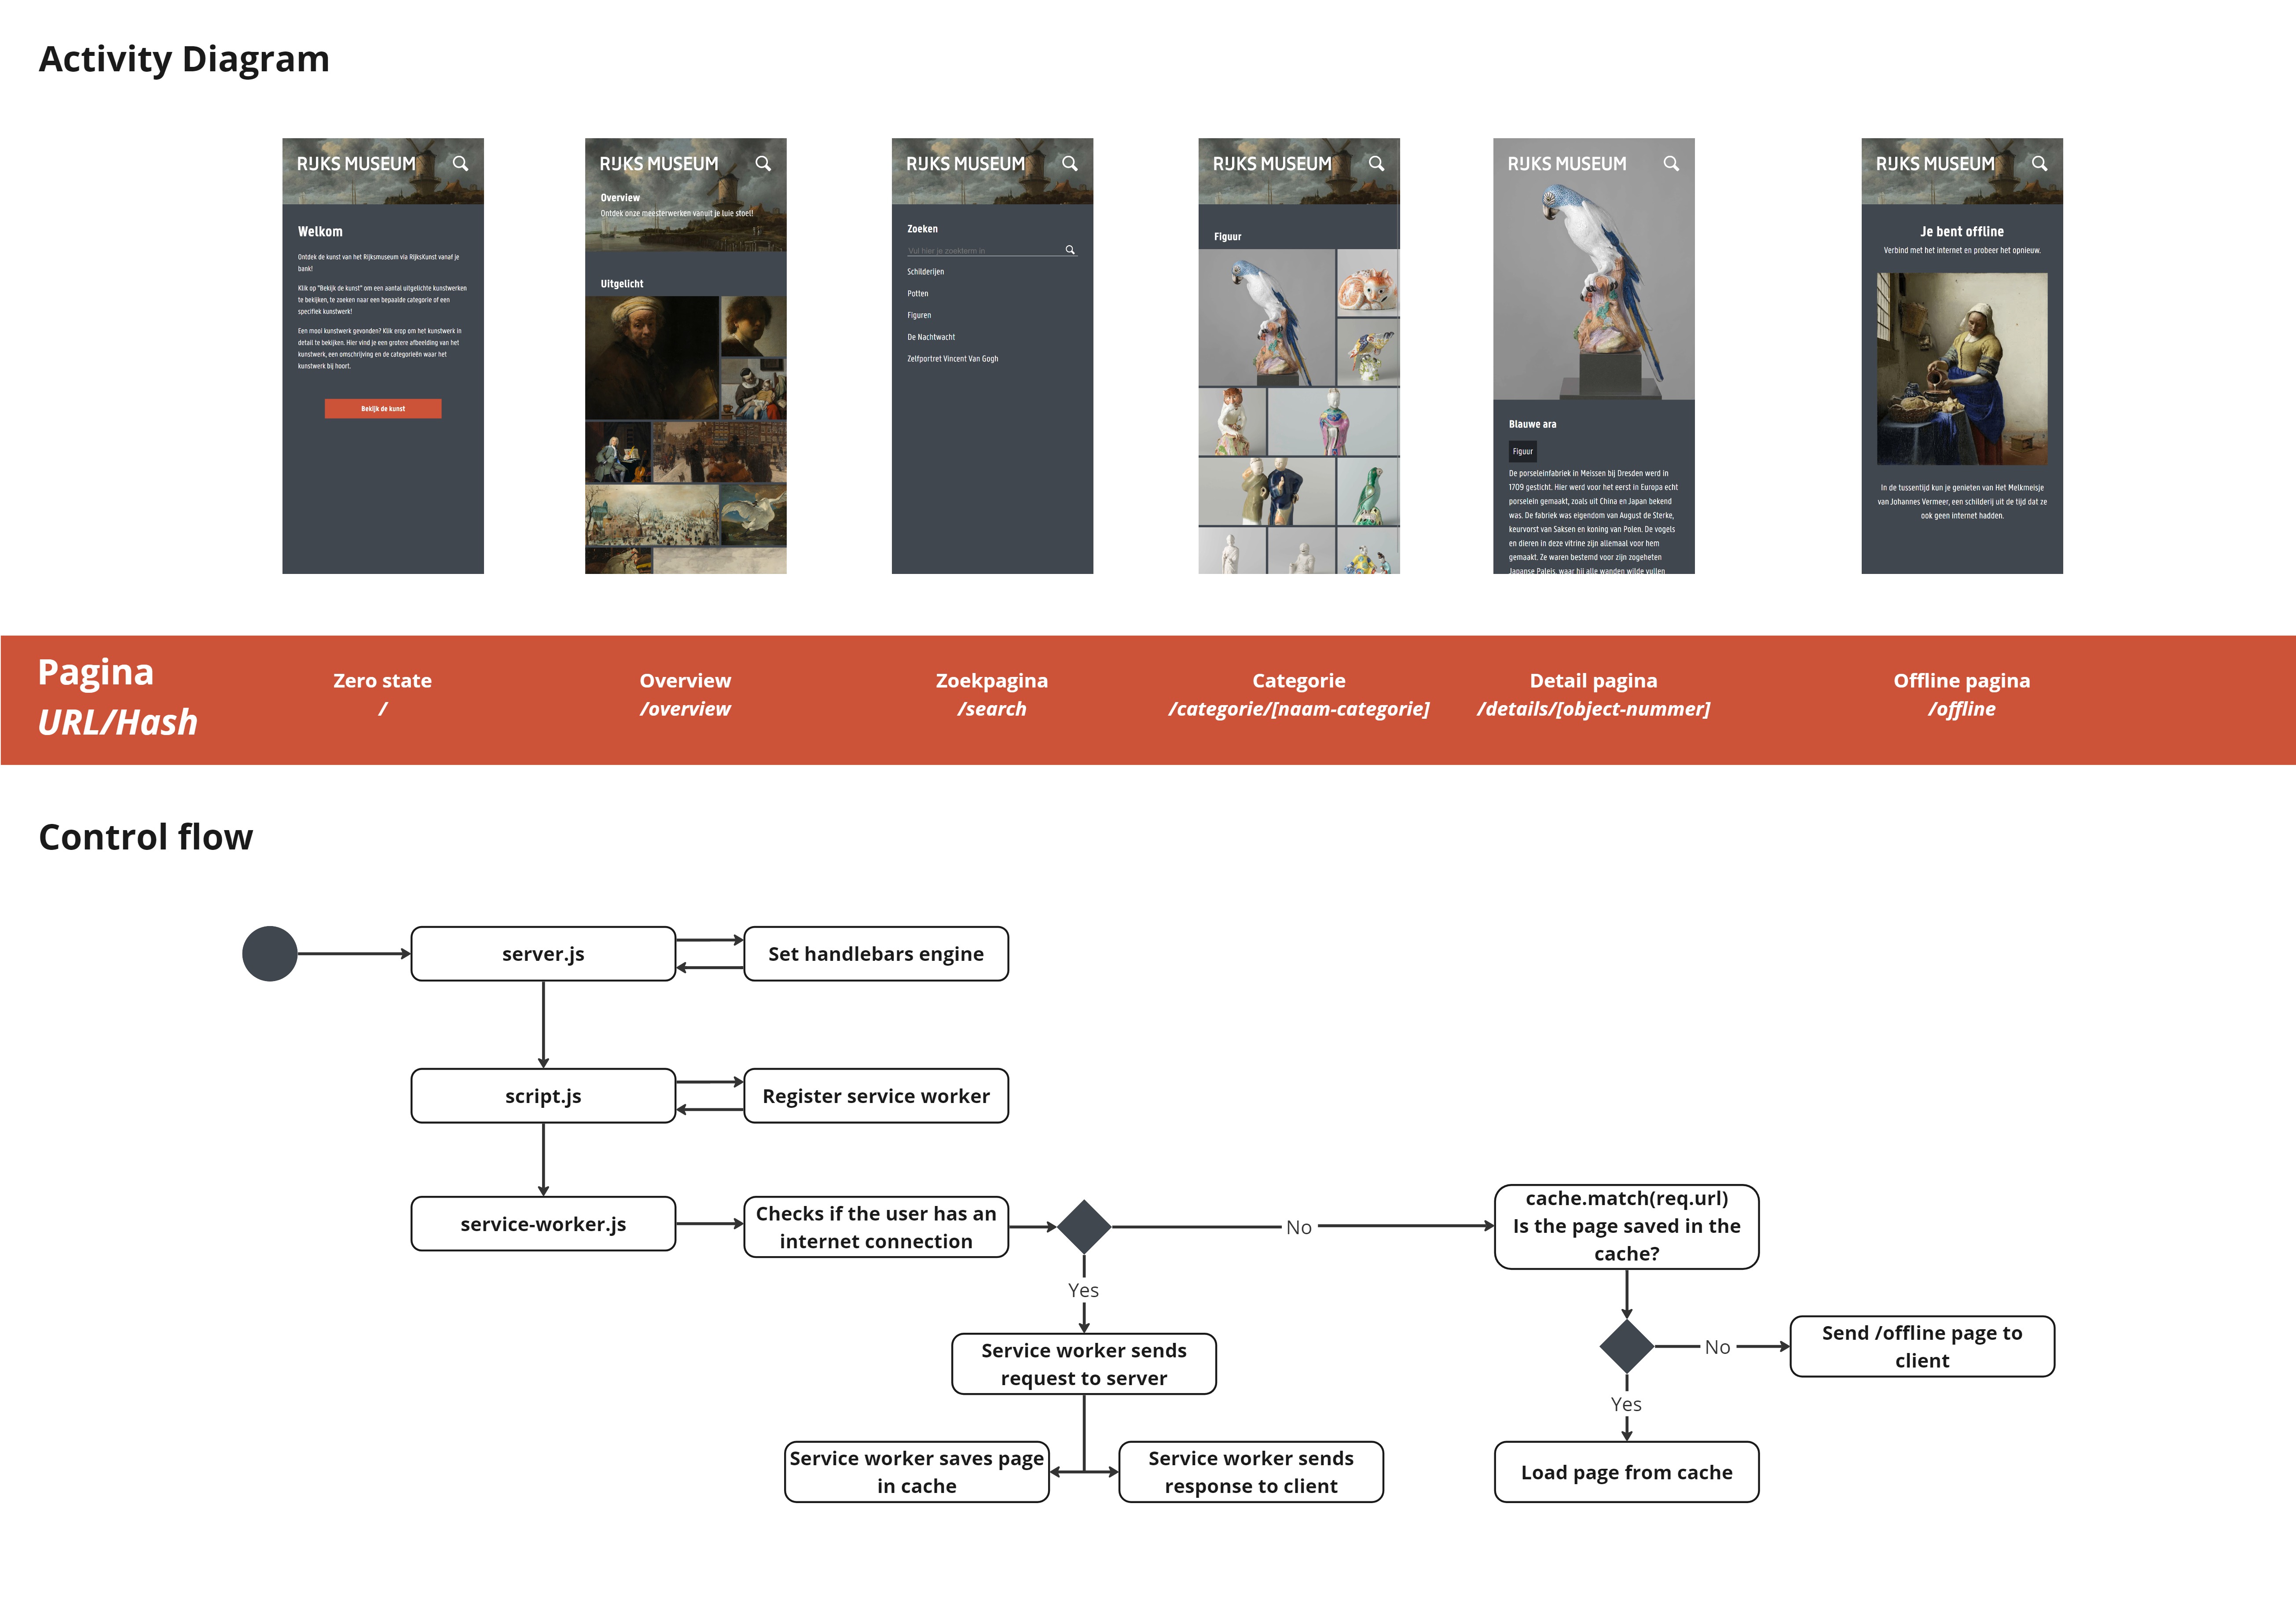 Activity Diagram
RIJKS MUSEUM
Welkom
Ontdek de kunst van het Rijksmuseum via RijksKunst vanaf je
bank!
Klik op "Bekijk de kunst" om een aantal uitgelichte kunstwerken
te bekijken, te zoeken naar een bepaalde categorie of een
specifiek kunstwerk!
Een mooi kunstwerk gevonden? Klik erop om het kunstwerk in
detail te bekijken. Hier vind je een grotere afbeelding van het
kunstwerk, een omschrijving en de categorieën waar het
kunstwerk bij hoort.
Bekijk de kunst
RIJKS MUSEUM
Overview
Ontdek onze meesterwerken vanuit je luie stoel!
Uitgelicht
RIJKS MUSEUM
Zoeken
Vul hier je zoekterm in
Schilderijen
Potten
Figuren
De Nachtwacht
Zelfportret Vincent Van Gogh
RIJKS MUSEUM
Figuur
RIJKS MUSEUM
Blauwe ara
Figuur
De porseleinfabriek in Meissen bij Dresden werd in
1709 gesticht. Hier werd voor het eerst in Europa echt
porselein gemaakt, zoals uit China en Japan bekend
was. De fabriek was eigendom van August de Sterke,
keurvorst van Saksen en koning van Polen. De vogels
en dieren in deze vitrine zijn allemaal voor hem
gemaakt. Ze waren bestemd voor zijn zogeheten
Japanse Paleis, waar hij alle wanden wilde vullen
RIJKS MUSEUM
Je bent offline
Verbind met het internet en probeer het opnieuw.
In de tussentijd kun je genieten van Het Melkmeisje
van Johannes Vermeer, een schilderij uit de tijd dat ze
ook geen internet hadden.
Pagina
URL/Hash
Zero state
/
Overview
/overview
Zoekpagina
/search
Categorie
/categorie/[naam-categorie]
Detail pagina
/details/[object-nummer]
Offline pagina
/offline
Control flow
server.js
Set handlebars engine
script.js
Register service worker
service-worker.js
Checks if the user has an
internet connection
No
cache.match(req.url)
Is the page saved in the
cache?
Yes
Service worker sends
request to server
No
Send /offline page to
client
Yes
Service worker saves page
in cache
Service worker sends
response to client
Load page from cache